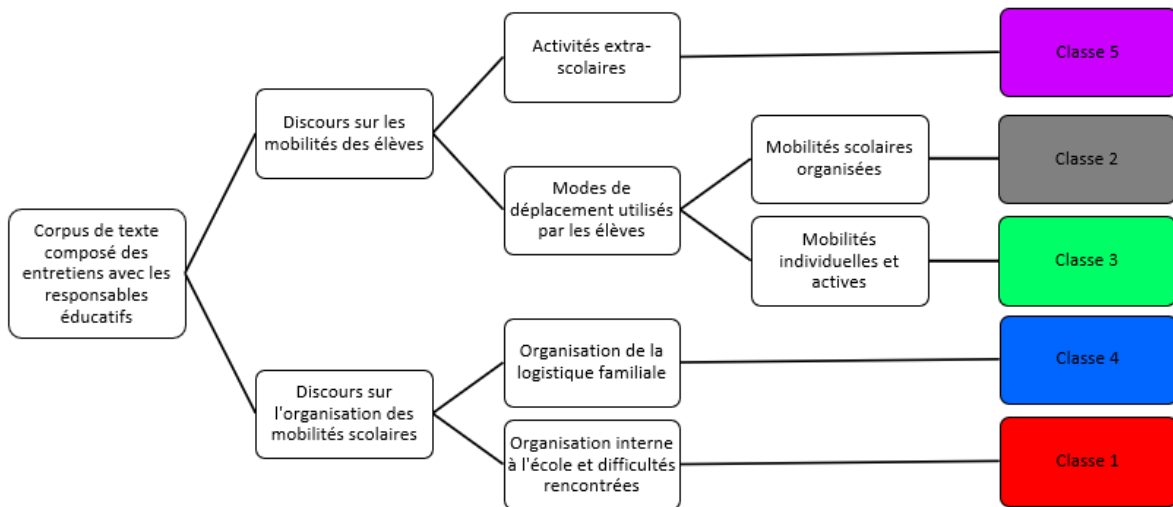 Corpus de texte
composé des
entretiens avec les
responsables
éducatifs
Discours sur les
mobilités des élèves
Activités extra-
scolaires
Classe 5
Modes de
déplacement utilisés
par les élèves
Mobilités scolaires
organisées
Classe 2
Mobilités
individuelles et
actives
Classe 3
Discours sur
l'organisation des
mobilités scolaires
Organisation de la
logistique familiale
Classe 4
Organisation interne
à l'école et difficultés
rencontrées
Classe 1